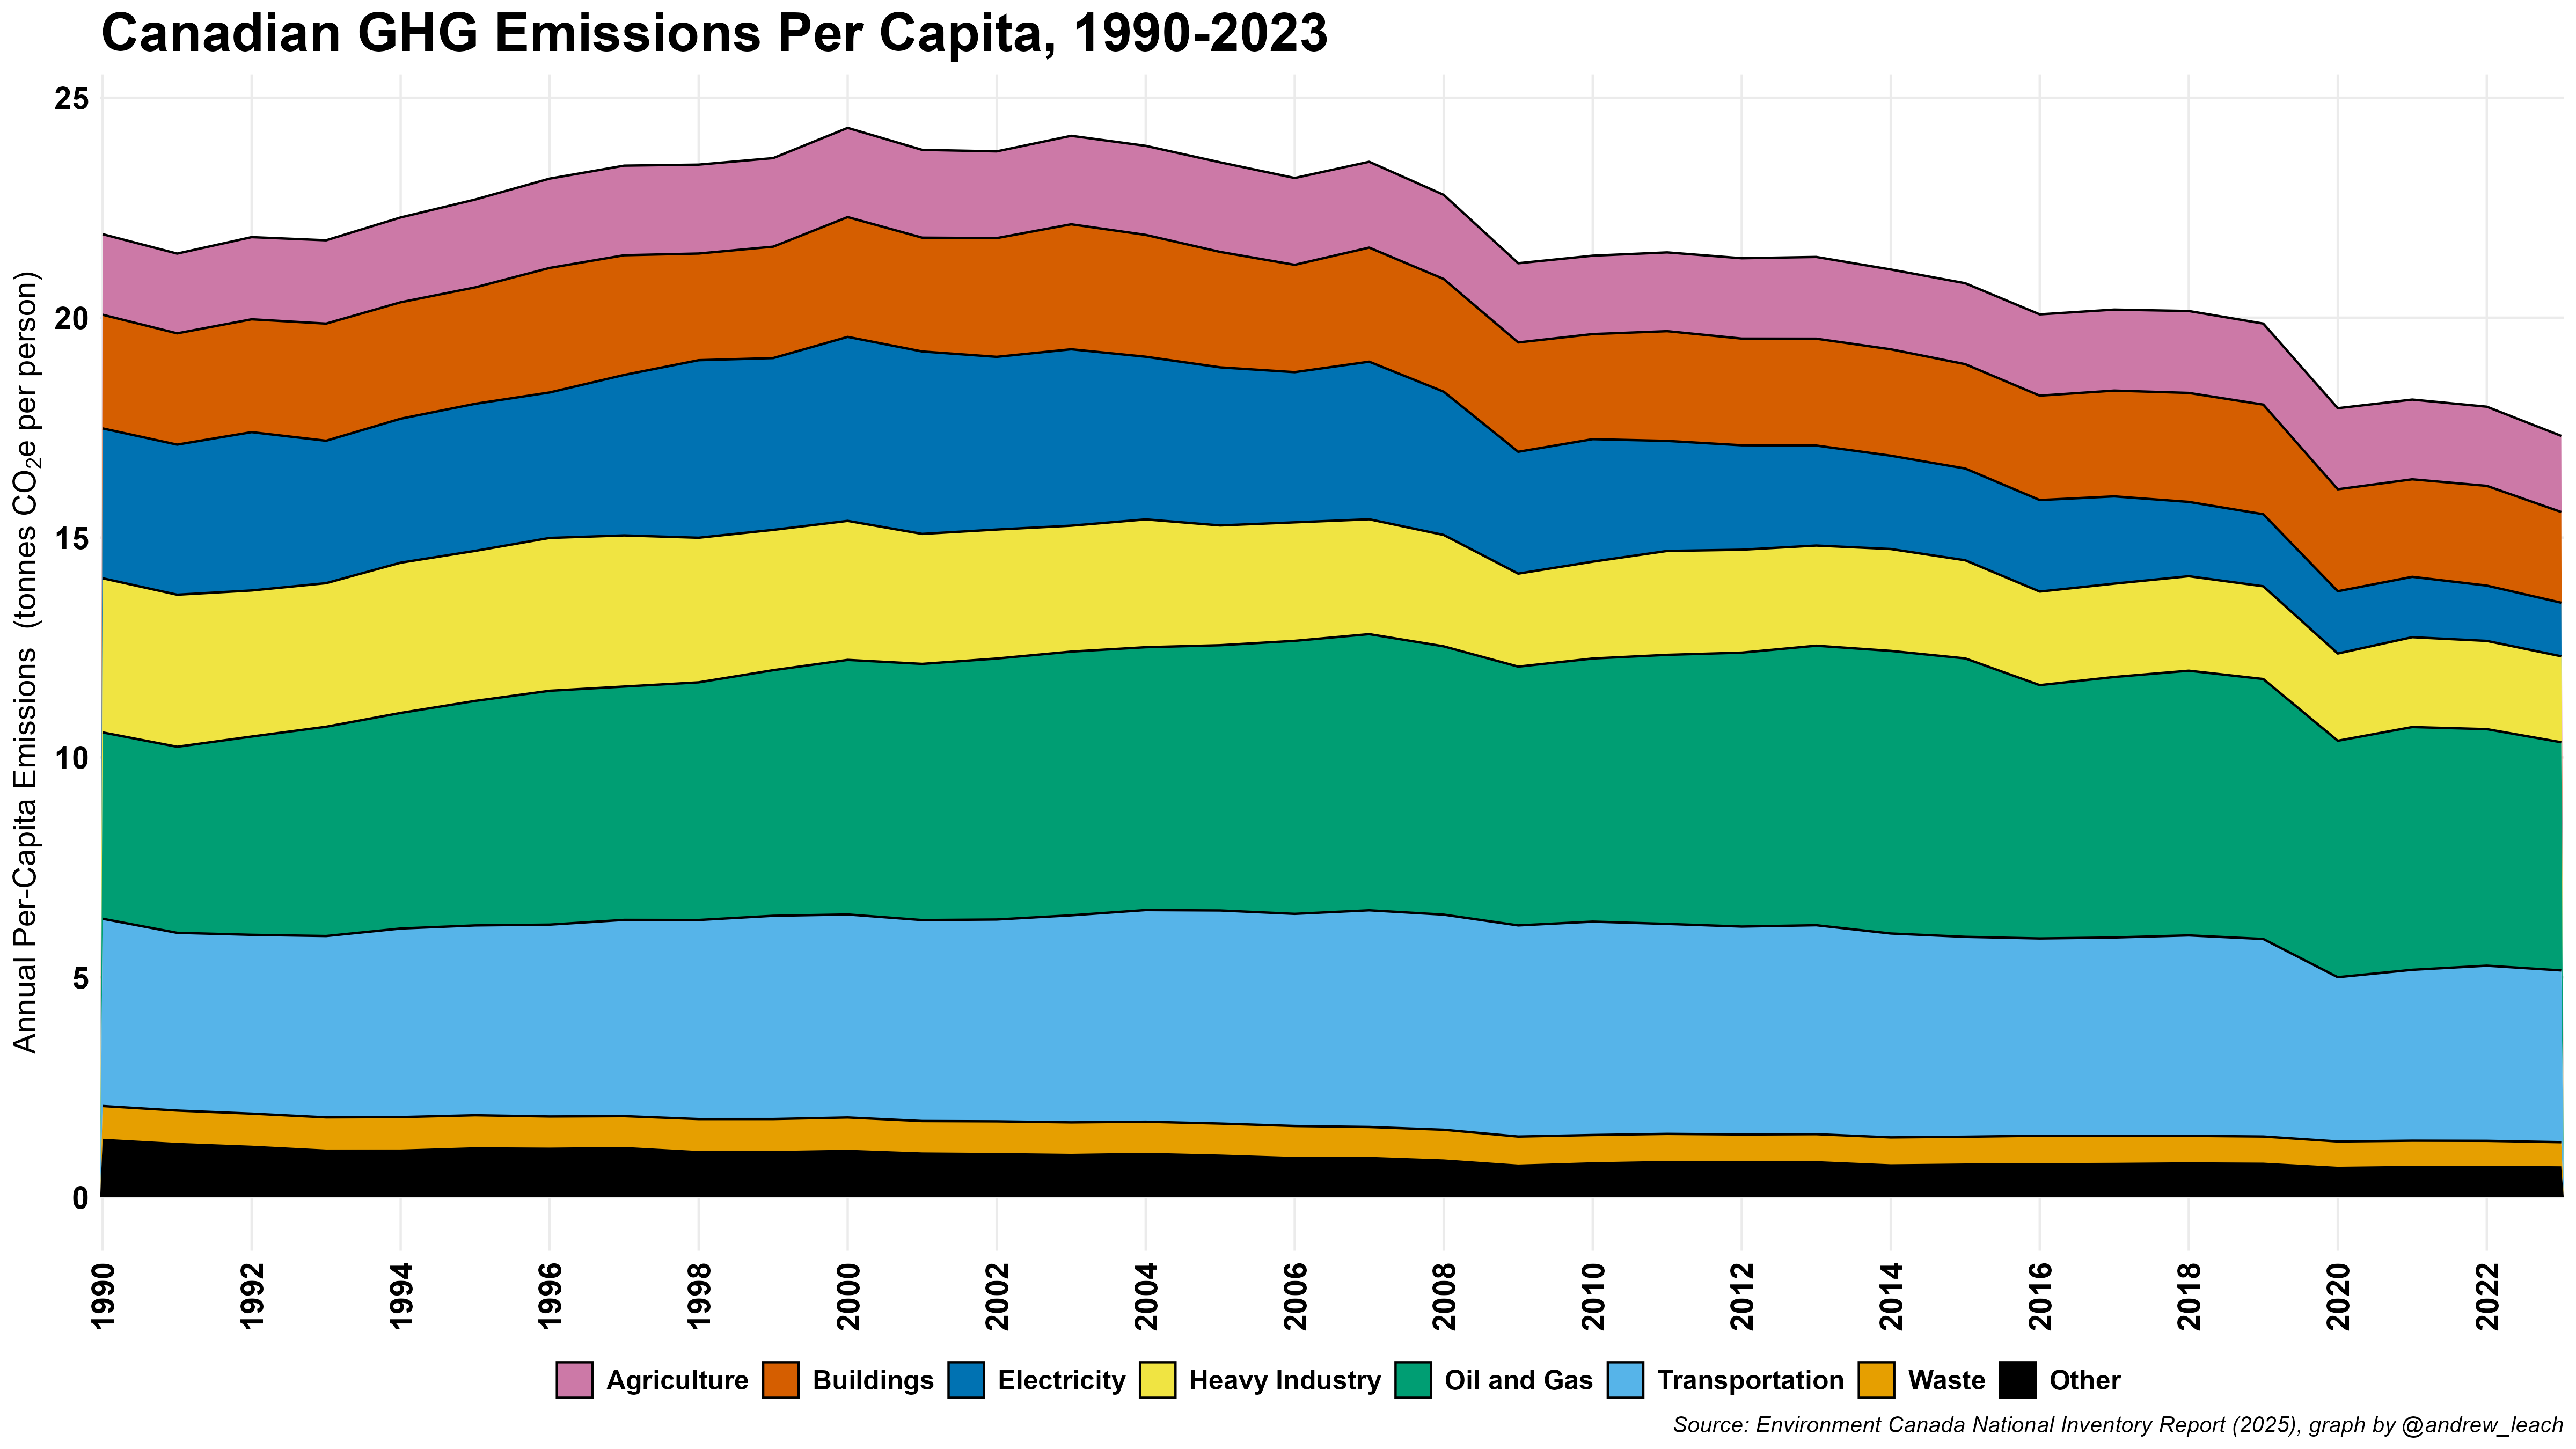 Canadian GHG Emissions Per Capita, 1990-2023
Annual Per-Capita Emissions (tonnes CO₂e per person)
25
20
15
10
5
0
1990 1992 1994 1996 1998 2000 2002 2004 2006 2008 2010 2012 2014 2016 2018 2020 2022
Agriculture Buildings Electricity Heavy Industry Oil and Gas Transportation Waste Other
Source: Environment Canada National Inventory Report (2025), graph by @andrew_leach